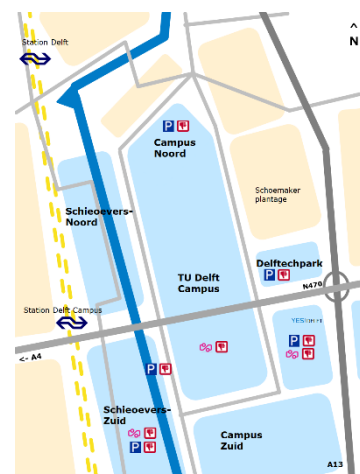 ^
N
Station Delft
P
Campus
Noord
Schoemaker
plantage
Schieoevers-
Noord
Delftechpark
P
TU Delft
Campus
N470
Station Delft Campus
<- A4
P
P
Schieoevers-
Zuid
P
P
Campus
Zuid
A13